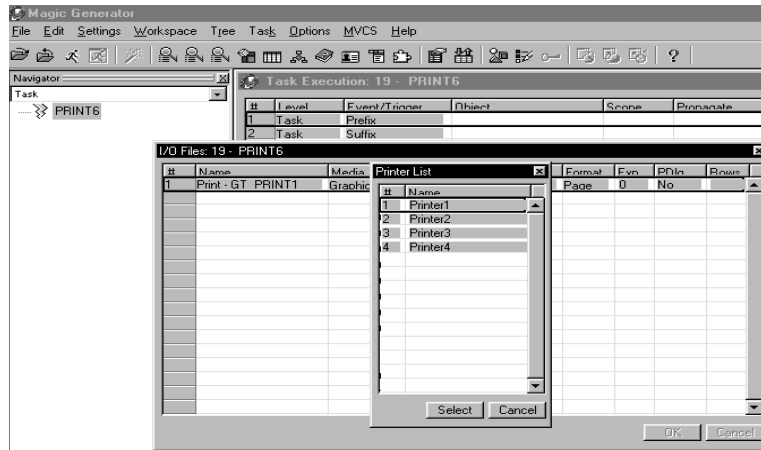 Magic Generator
File Edit Settings Workspace Tree Task Options MVCS Help
Navigator
Task
PRINT6
Task Execution: 19 - PRINT6
# Level Event/Trigger Object Scope Propagate
1 Task Prefix
2 Task Suffix
I/O Files: 19 - PRINT6
# Name Media Format Exp PDlg Rows
1 Print - GT PRINT1 Graphic Page 0 No
Printer List
# Name
1 Printer1
2 Printer2
3 Printer3
4 Printer4
Select Cancel
OK Cancel